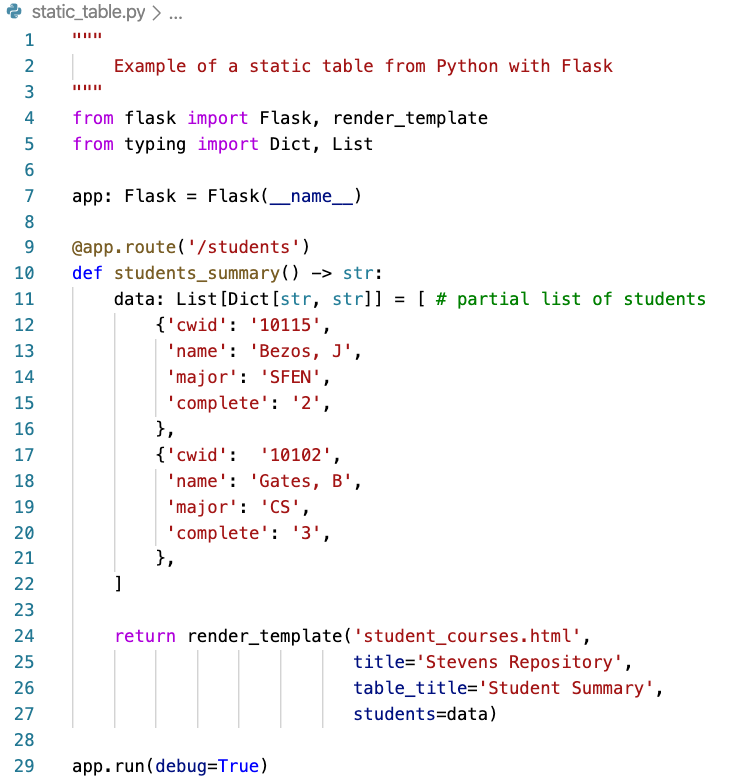 static_table.py > ...
1 """
2     Example of a static table from Python with Flask
3 """
4 from flask import Flask, render_template
5 from typing import Dict, List
6
7 app: Flask = Flask(__name__)
8
9 @app.route('/students')
10 def students_summary() -> str:
11     data: List[Dict[str, str]] = [ # partial list of students
12         {'cwid': '10115',
13          'name': 'Bezos, J',
14          'major': 'SFEN',
15          'complete': '2',
16         },
17         {'cwid':  '10102',
18          'name': 'Gates, B',
19          'major': 'CS',
20          'complete': '3',
21         },
22     ]
23
24     return render_template('student_courses.html',
25                            title='Stevens Repository',
26                            table_title='Student Summary',
27                            students=data)
28
29 app.run(debug=True)